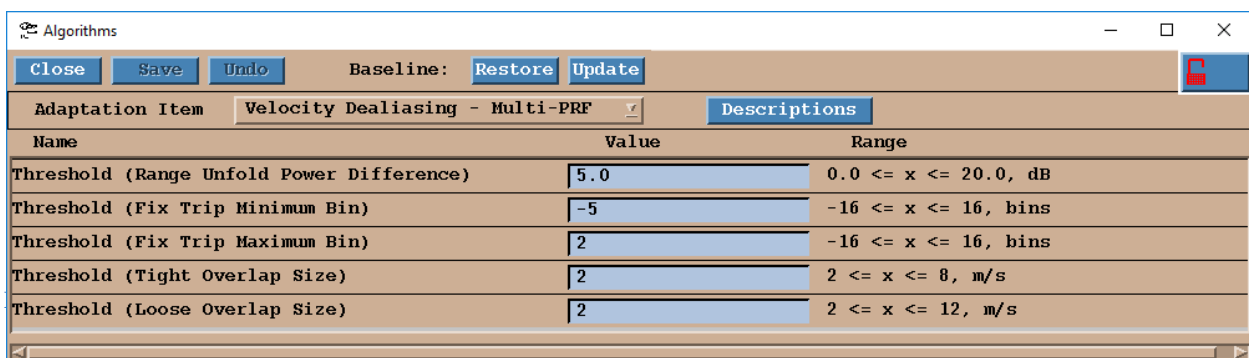 Algorithms
Close Save Undo Baseline: Restore Update
Adaptation Item Velocity Dealiasing - Multi-PRF Descriptions
Name Value Range
Threshold (Range Unfold Power Difference) 5.0 0.0 <= x <= 20.0, dB
Threshold (Fix Trip Minimum Bin) -5 -16 <= x <= 16, bins
Threshold (Fix Trip Maximum Bin) 2 -16 <= x <= 16, bins
Threshold (Tight Overlap Size) 2 2 <= x <= 8, m/s
Threshold (Loose Overlap Size) 2 2 <= x <= 12, m/s